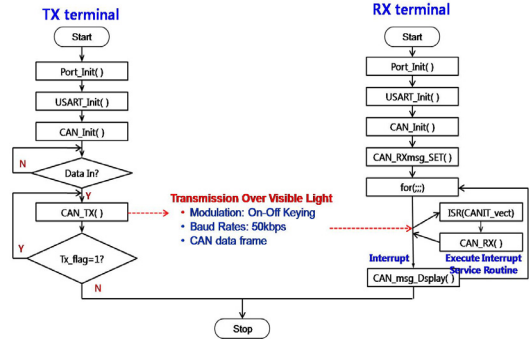 TX terminal
Start
Port_Init( )
USART_Init( )
CAN_Init( )
N
Data In?
Y
CAN_TX( )
Y
Tx_flag=1?
N
Transmission Over Visible Light
• Modulation: On-Off Keying
• Baud Rates: 50kbps
• CAN data frame
RX terminal
Start
Port_Init( )
USART_Init( )
CAN_Init( )
CAN_RXmsg_SET( )
for(;;;)
ISR(CANIT_vect)
CAN_RX( )
Interrupt
Execute Interrupt
Service Routine
CAN_msg_Dsplay( )
Stop